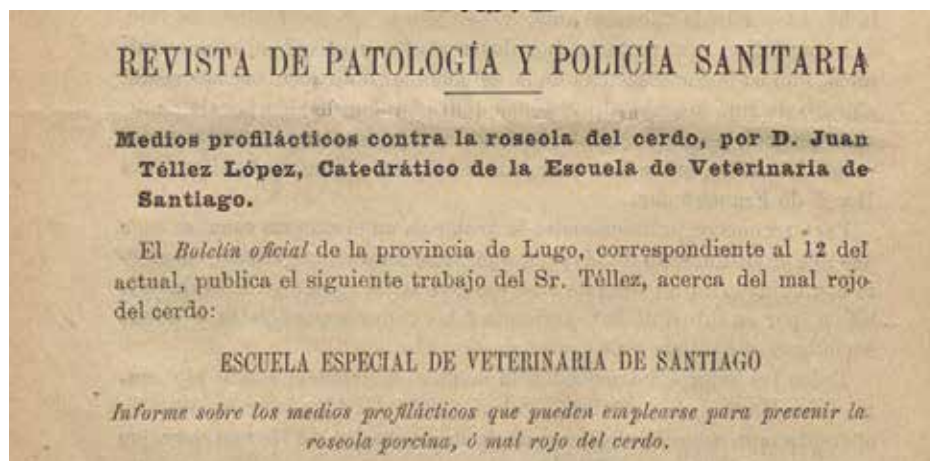 REVISTA DE PATOLOGÍA Y POLICÍA SANITARIA
Medios profilácticos contra la roseola del cerdo, por D. Juan
Téllez López, Catedrático de la Escuela de Veterinaria de
Santiago.
El Boletín oficial de la provincia de Lugo, correspondiente al 12 del
actual, publica el siguiente trabajo del Sr. Téllez, acerca del mal rojo
del cerdo:
ESCUELA ESPECIAL DE VETERINARIA DE SANTIAGO
Informe sobre los medios profilácticos que pueden emplearse para prevenir la
roseola porcina, ó mal rojo del cerdo.